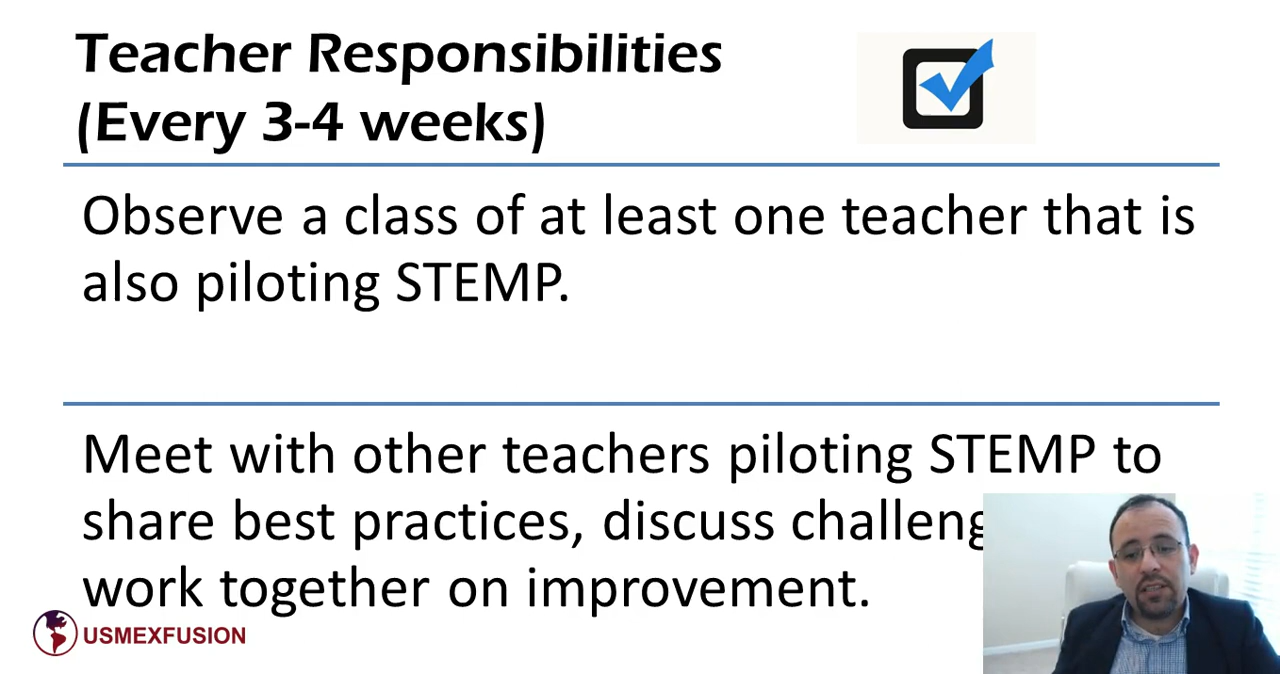 Teacher Responsibilities
(Every 3-4 weeks)
Observe a class of at least one teacher that is
also piloting STEMP.
Meet with other teachers piloting STEMP to
share best practices, discuss
work together on improvement.
USMEXFUSION